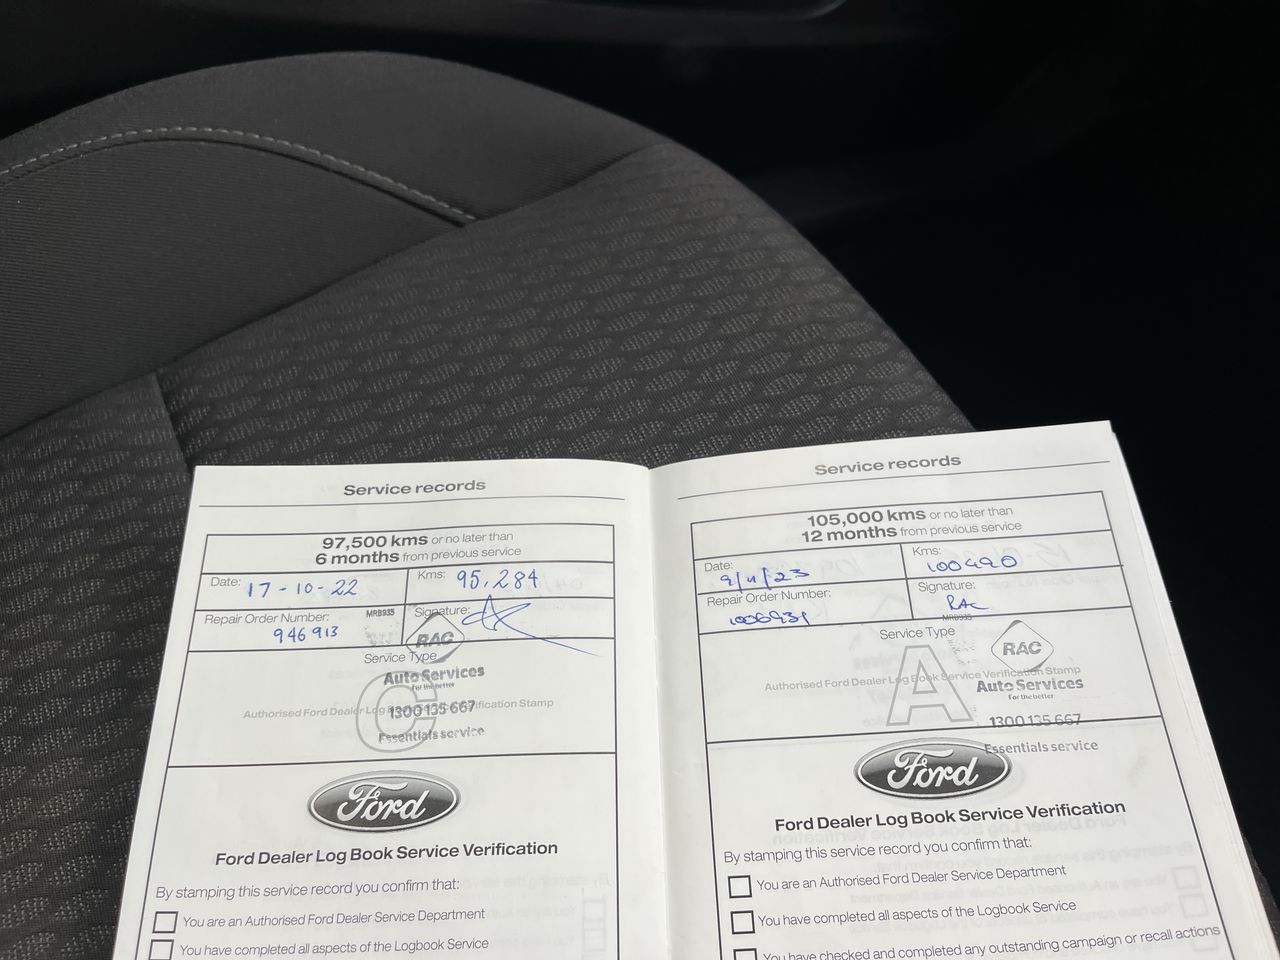 Service records
97,500 kms or no later than
6 months from previous service
Date: 17-10-22
Kms: 95,284
Repair Order Number: MRB935
946913
Signature:
RAC
Service Type
C
Auto Services
For the better
Authorised Ford Dealer Log Verification Stamp
1300 135 667
Essentials service
Ford
Ford Dealer Log Book Service Verification
By stamping this service record you confirm that:
You are an Authorised Ford Dealer Service Department
You have completed all aspects of the Logbook Service
Service records
105,000 kms or no later than
12 months from previous service
Date: 9/11/23
Kms: 100490
Repair Order Number:
Signature:
RAC
MRB935
Service Type
A
RAC
Authorised Ford Dealer Log Book Service Verification Stamp
Auto Services
For the better
1300 135 667
Essentials service
Ford
Ford Dealer Log Book Service Verification
By stamping this service record you confirm that:
You are an Authorised Ford Dealer Service Department
You have completed all aspects of the Logbook Service
You have checked and completed any outstanding campaign or recall actions